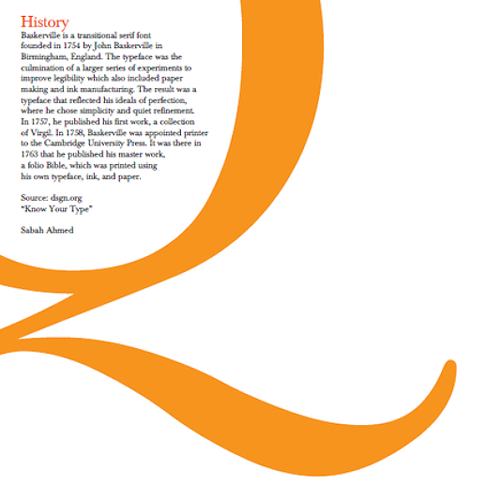 History
Baskerville is a transitional serif font
founded in 1754 by John Baskerville in
Birmingham, England. The typeface was the
culmination of a larger series of experiments to
improve legibility which also included paper
making and ink manufacturing. The result was a
typeface that reflected his ideals of perfection,
where he chose simplicity and quiet refinement.
In 1757, he published his first work, a collection
of Virgil. In 1758, Baskerville was appointed printer
to the Cambridge University Press. It was there in
1763 that he published his master work,
a folio Bible, which was printed using
his own typeface, ink, and paper.
Source: dsgn.org
“Know Your Type”
Sabah Ahmed